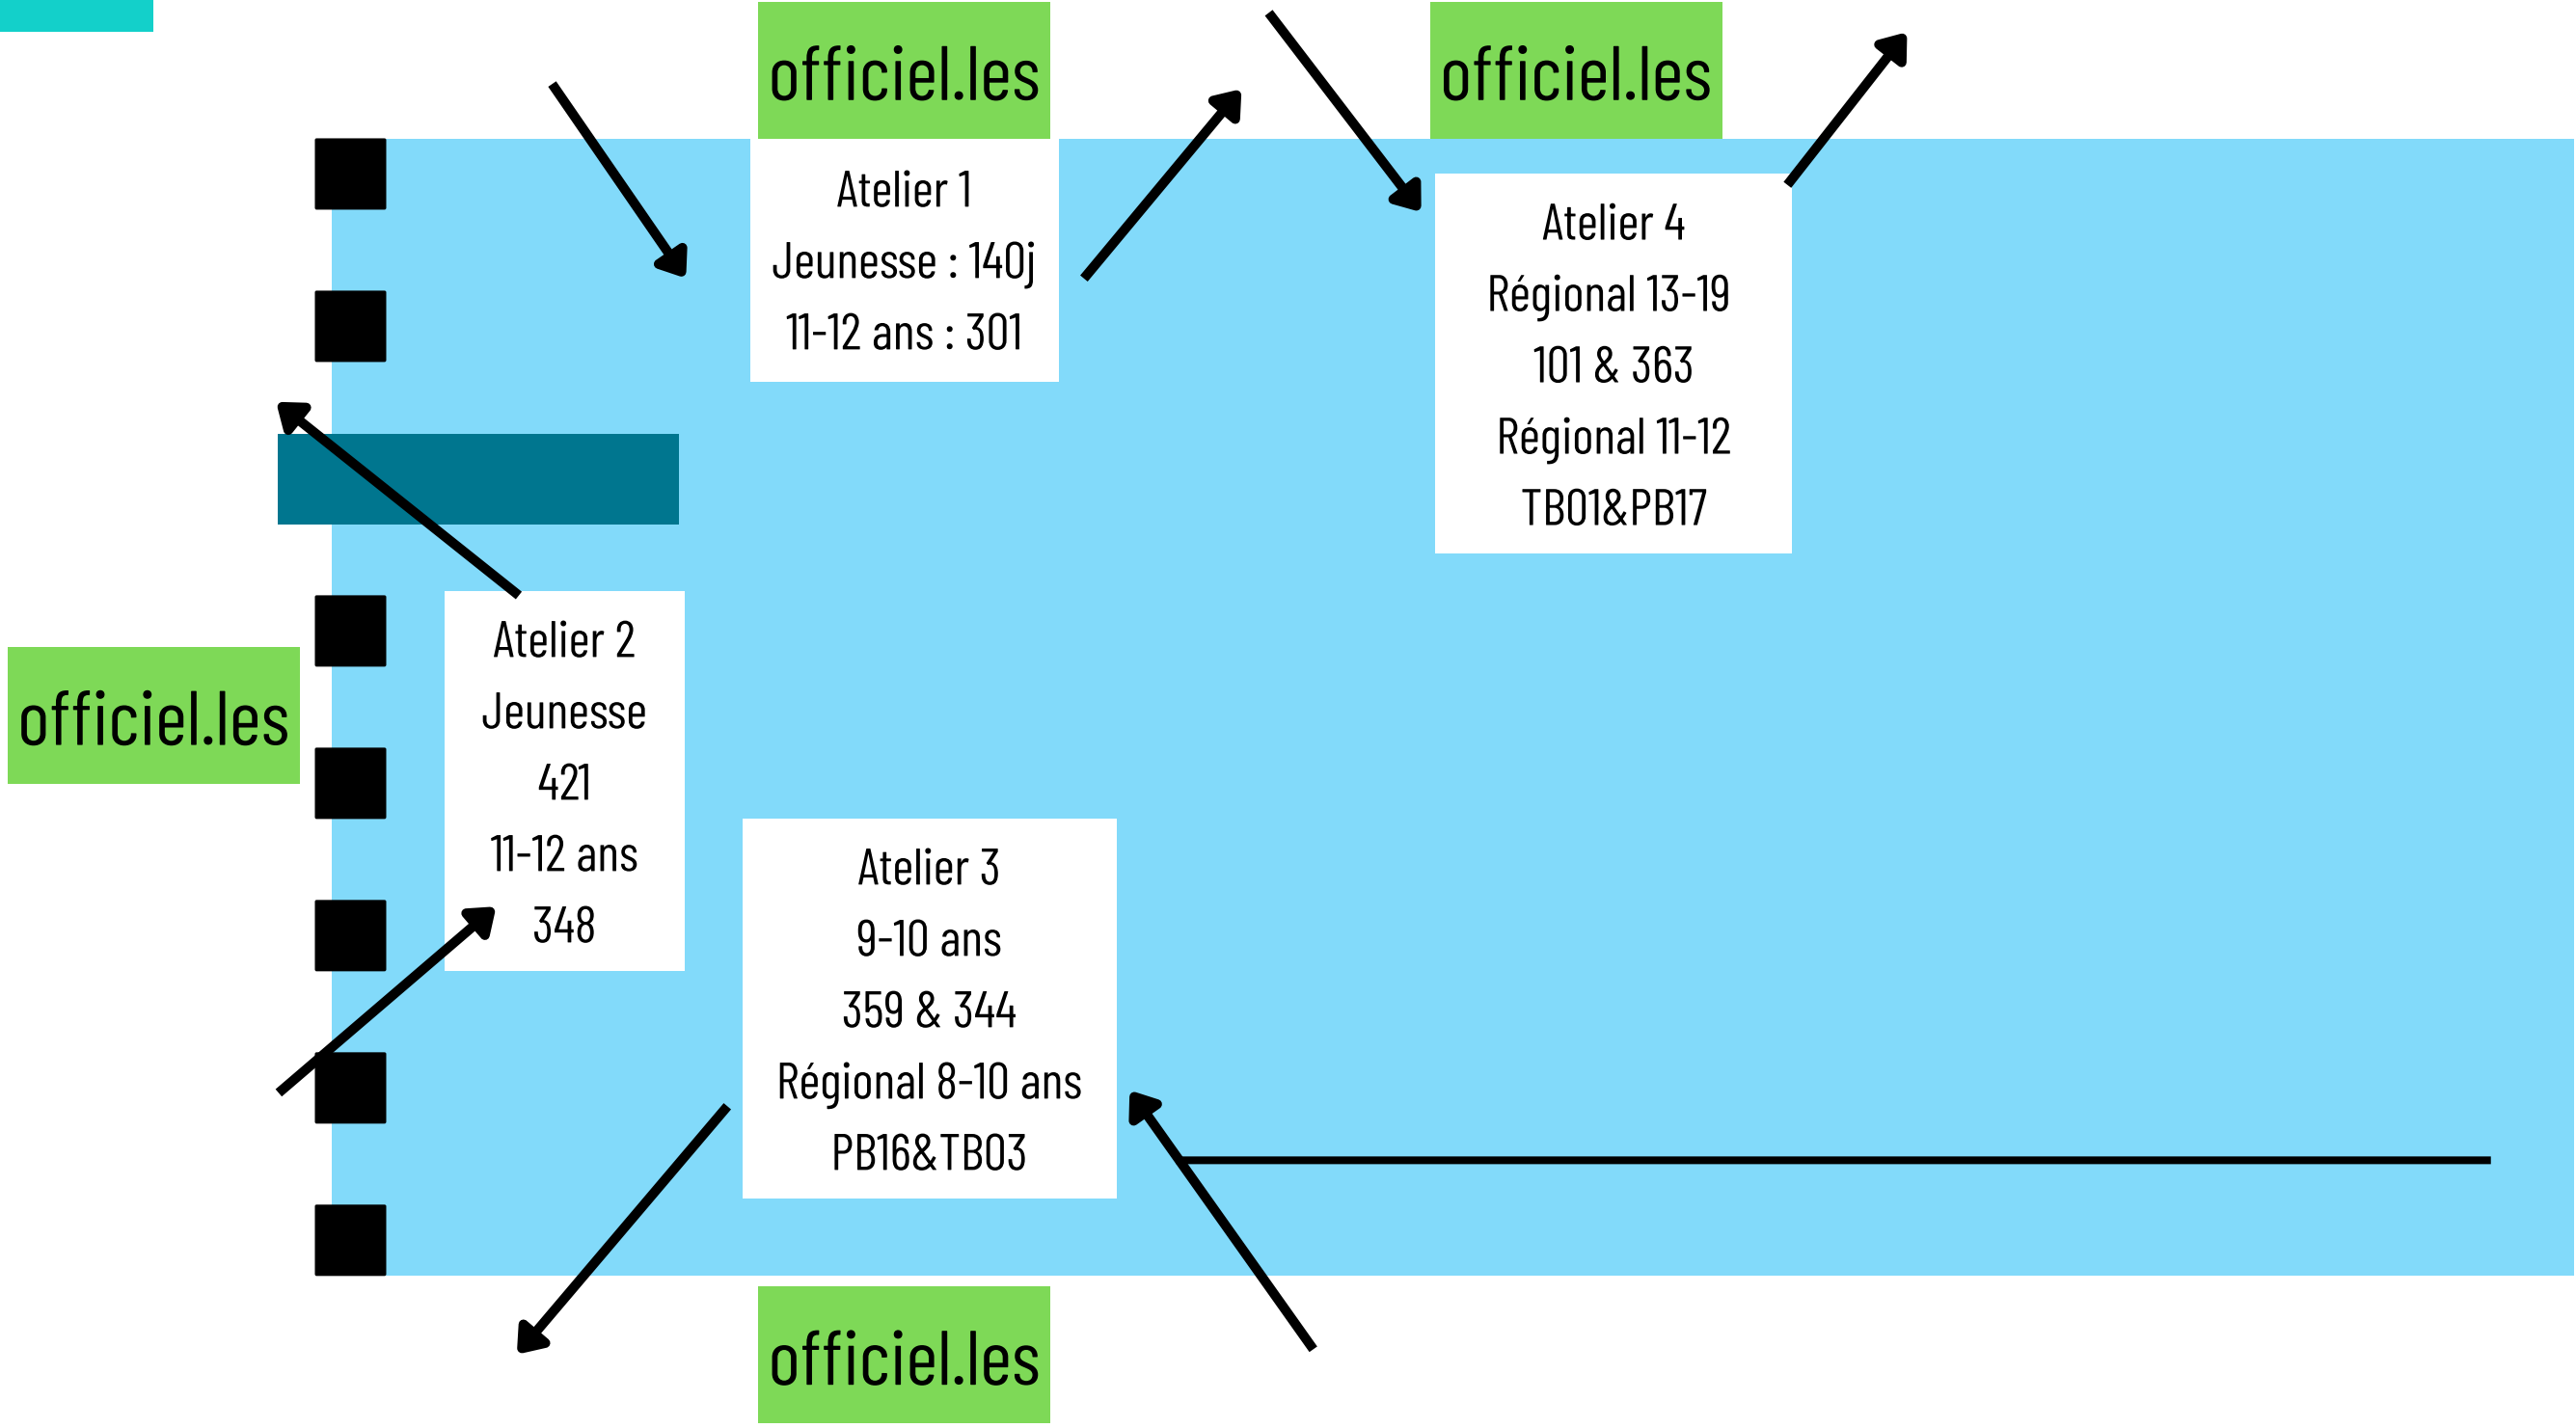 officiel.les
officiel.les
Atelier 1
Jeunesse : 140j
11-12 ans : 301
Atelier 4
Régional 13-19
101 & 363
Régional 11-12
TB01&PB17
officiel.les
Atelier 2
Jeunesse
421
11-12 ans
348
Atelier 3
9-10 ans
359 & 344
Régional 8-10 ans
PB16&TB03
officiel.les